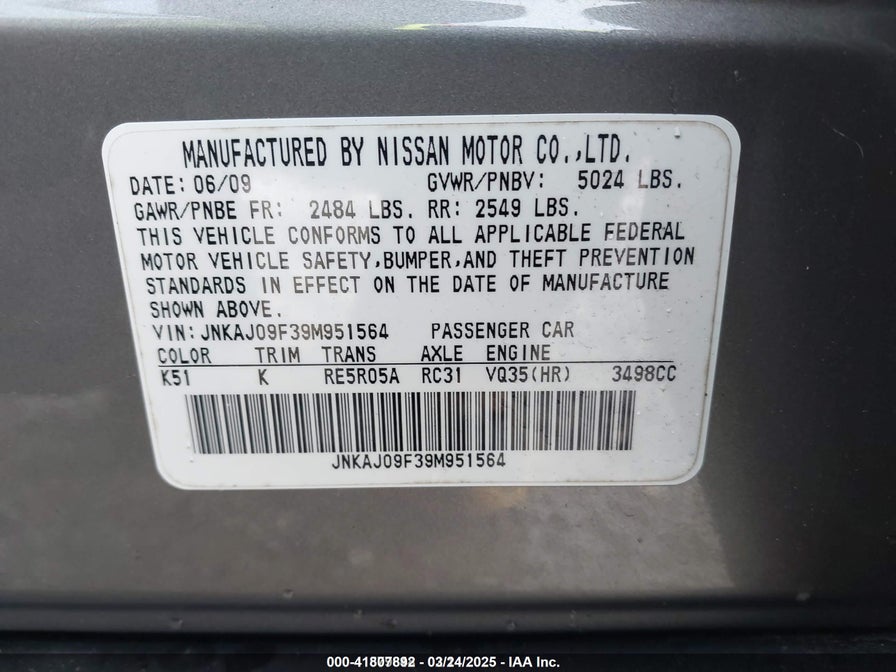 MANUFACTURED BY NISSAN MOTOR CO.,LTD.
DATE: 06/09 GVWR/PNBV: 5024 LBS.
GAWR/PNBE FR: 2484 LBS. RR: 2549 LBS.
THIS VEHICLE CONFORMS TO ALL APPLICABLE FEDERAL
MOTOR VEHICLE SAFETY,BUMPER,AND THEFT PREVENTION
STANDARDS IN EFFECT ON THE DATE OF MANUFACTURE
SHOWN ABOVE.
VIN: JNKAJ09F39M951564 PASSENGER CAR
COLOR TRIM TRANS AXLE ENGINE
K51 K RE5R05A RC31 VQ35(HR) 3498CC
JNKAJ09F39M951564
03/24/2025 - IAA Inc.